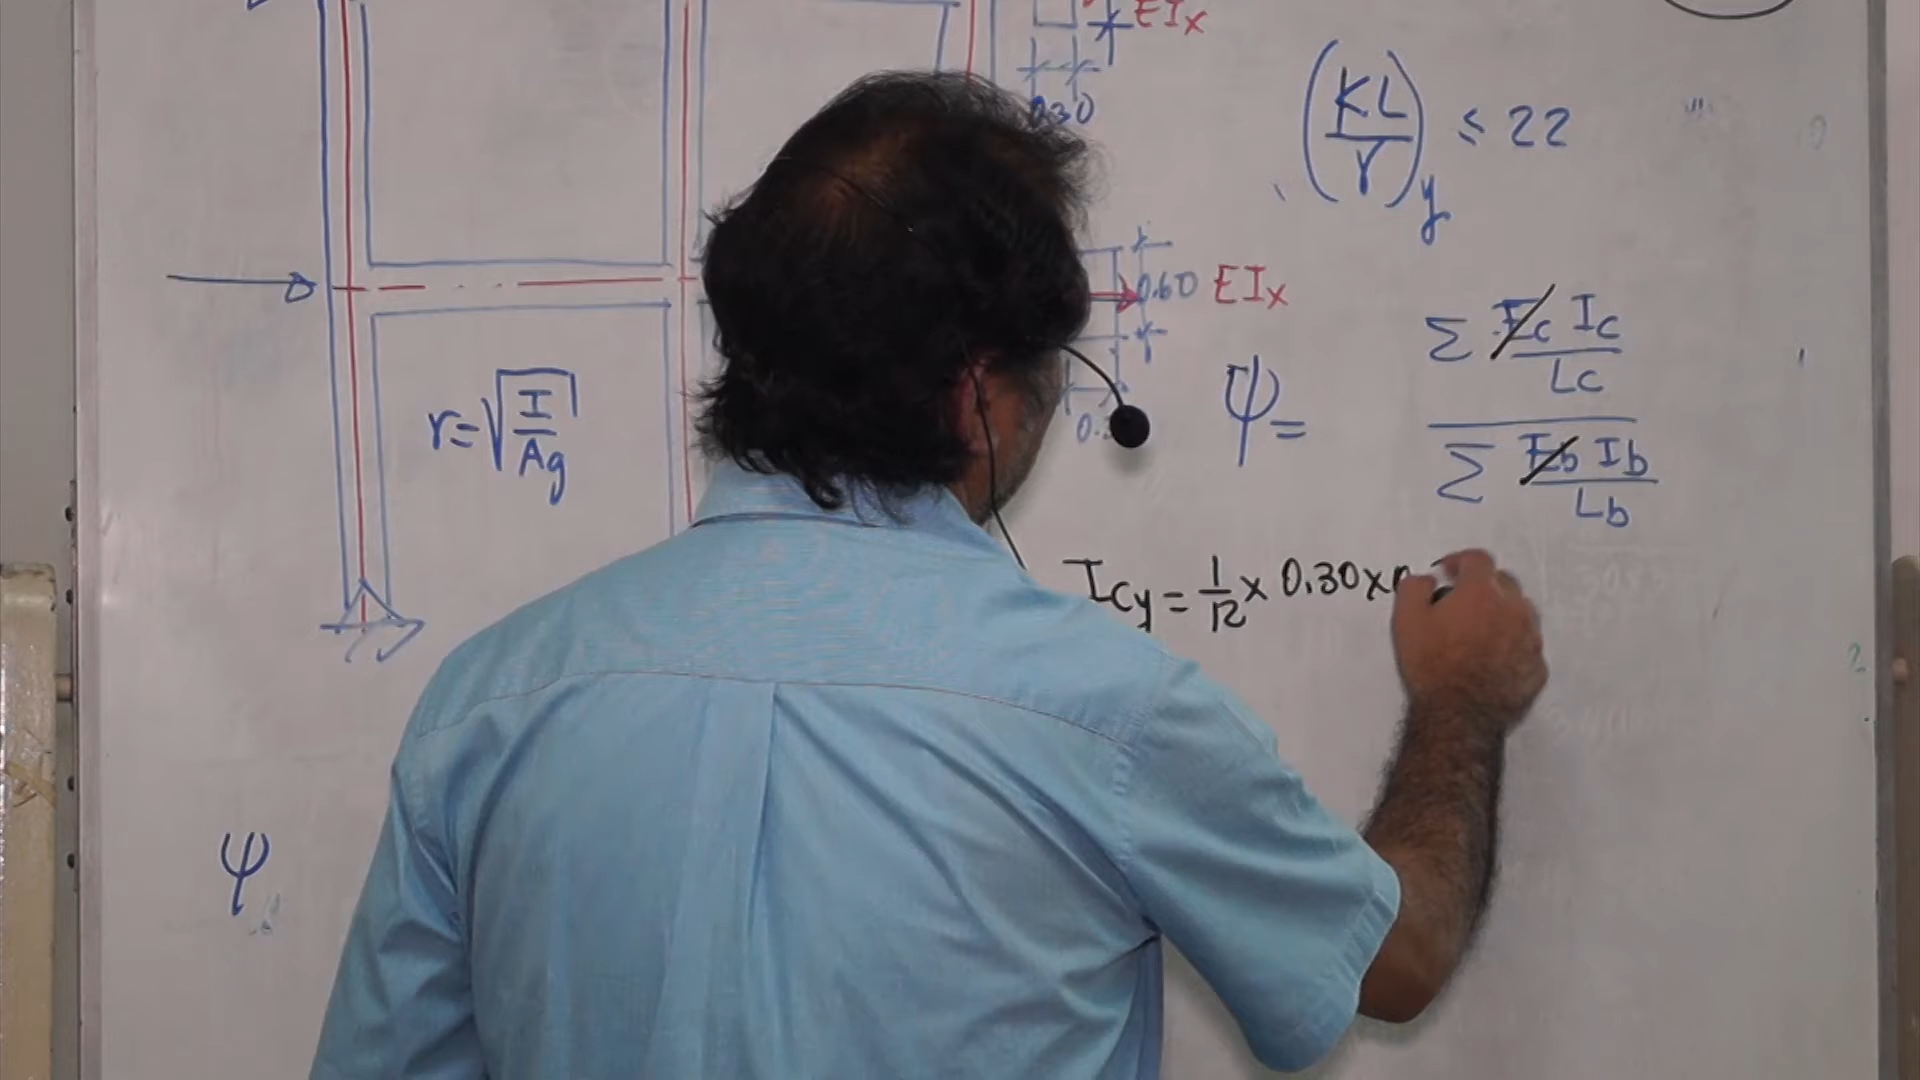 EIx
0.30
(KL/r)y ≤ 22
0.60 EIx
r = √(I/Ag)
ψ = (Σ Ec Ic/Lc)/(Σ Eb Ib/Lb)
Icy = 1/12 x 0.30 x
ψ